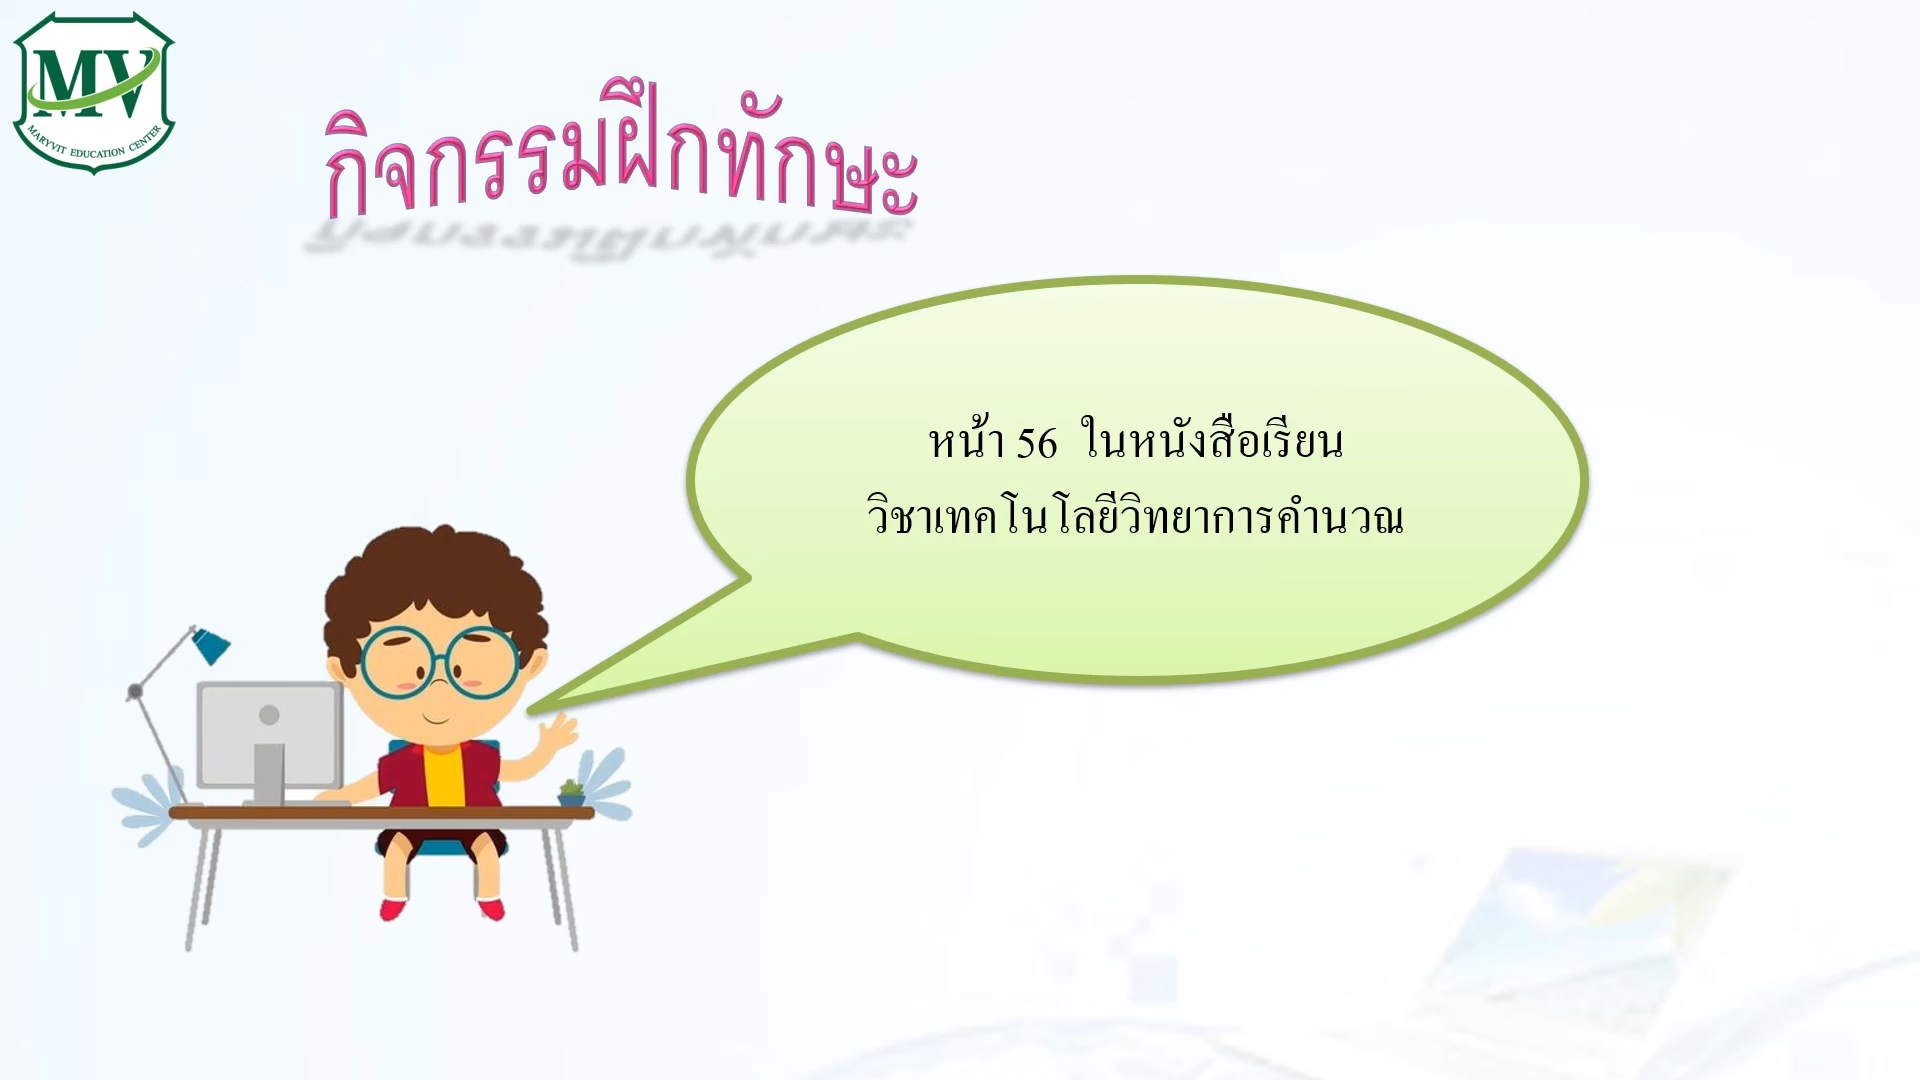 MV
MARYVIT EDUCATION CENTER
กิจกรรมฝึกทักษะ
หน้า 56 ในหนังสือเรียน
วิชาเทคโนโลยีวิทยาการคำนวณ